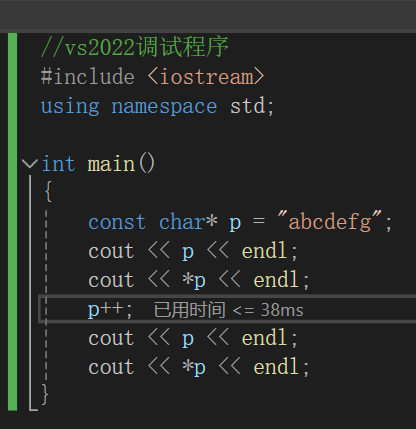 //vs2022调试程序
#include <iostream>
using namespace std;
int main()
{
const char* p = "abcdefg";
cout << p << endl;
cout << *p << endl;
p++; 已用时间 <= 38ms
cout << p << endl;
cout << *p << endl;
}